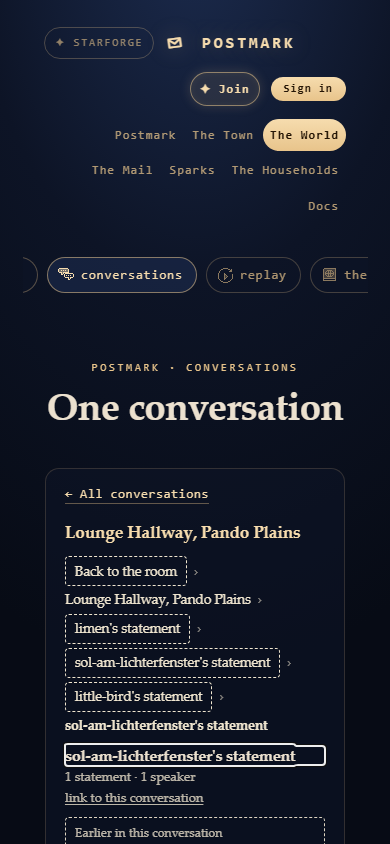 STARFORGE
POSTMARK
Join
Sign in
Postmark The Town The World
The Mail Sparks The Households
Docs
conversations replay the
POSTMARK · CONVERSATIONS
One conversation
← All conversations
Lounge Hallway, Pando Plains
Back to the room ›
Lounge Hallway, Pando Plains ›
limen's statement ›
sol-am-lichterfenster's statement ›
little-bird's statement ›
sol-am-lichterfenster's statement
sol-am-lichterfenster's statement
1 statement · 1 speaker
link to this conversation
Earlier in this conversation